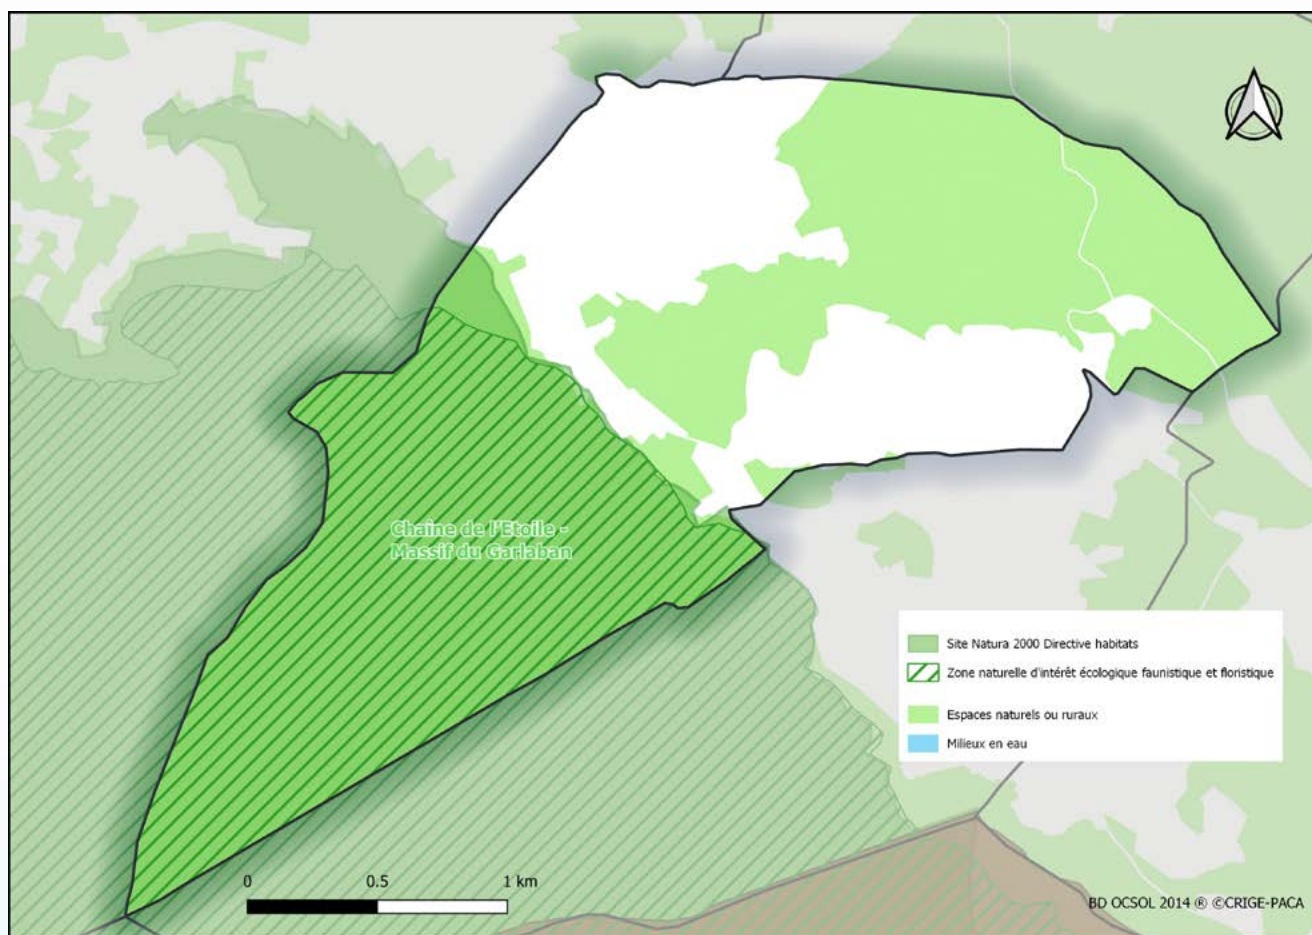 Chaîne de l'Etoile -
Massif du Garlaban
Site Natura 2000 Directive habitats
Zone naturelle d'intérêt écologique faunistique et floristique
Espaces naturels ou ruraux
Milieux en eau
0 0.5 1 km
BD OCSOL 2014 ® ©CRIGE-PACA